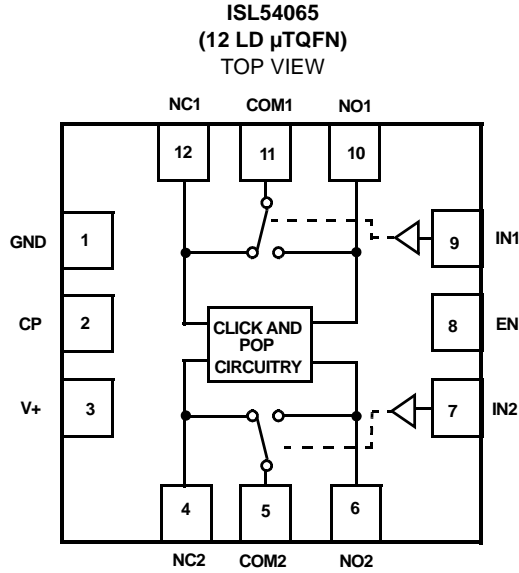 ISL54065
(12 LD µTQFN)
TOP VIEW
NC1 COM1 NO1
12 11 10
GND 1 9 IN1
CP 2 CLICK AND POP CIRCUITRY 8 EN
V+ 3 7 IN2
4 5 6
NC2 COM2 NO2